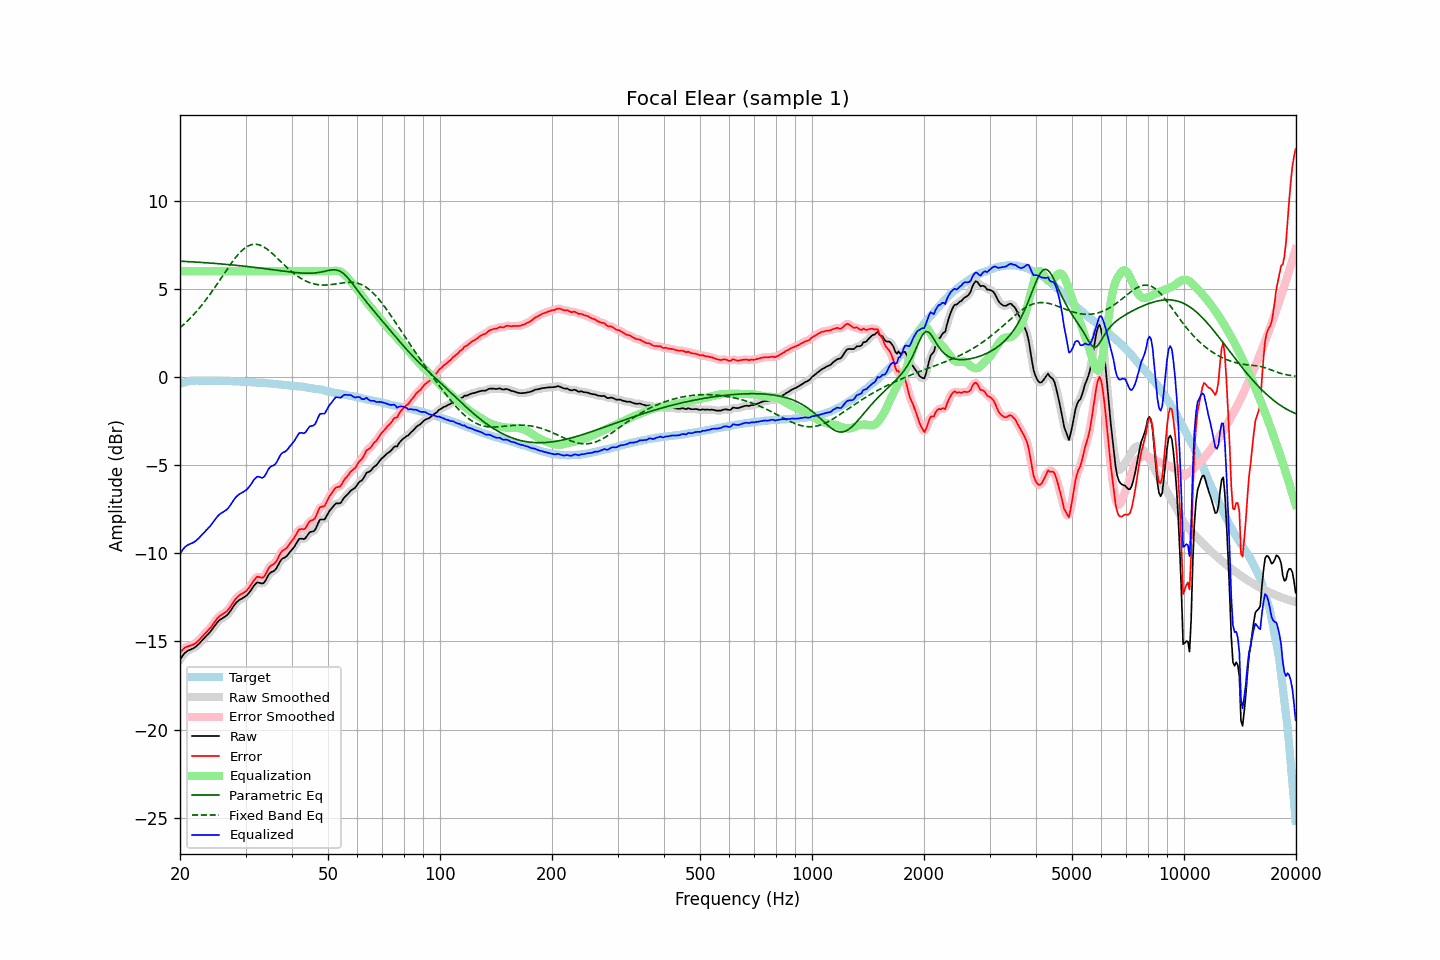 Focal Elear (sample 1)
Amplitude (dBr)
10
5
0
−5
−10
−15
−20
−25
Target
Raw Smoothed
Error Smoothed
Raw
Error
Equalization
Parametric Eq
Fixed Band Eq
Equalized
20 50 100 200 500 1000 2000 5000 10000 20000
Frequency (Hz)